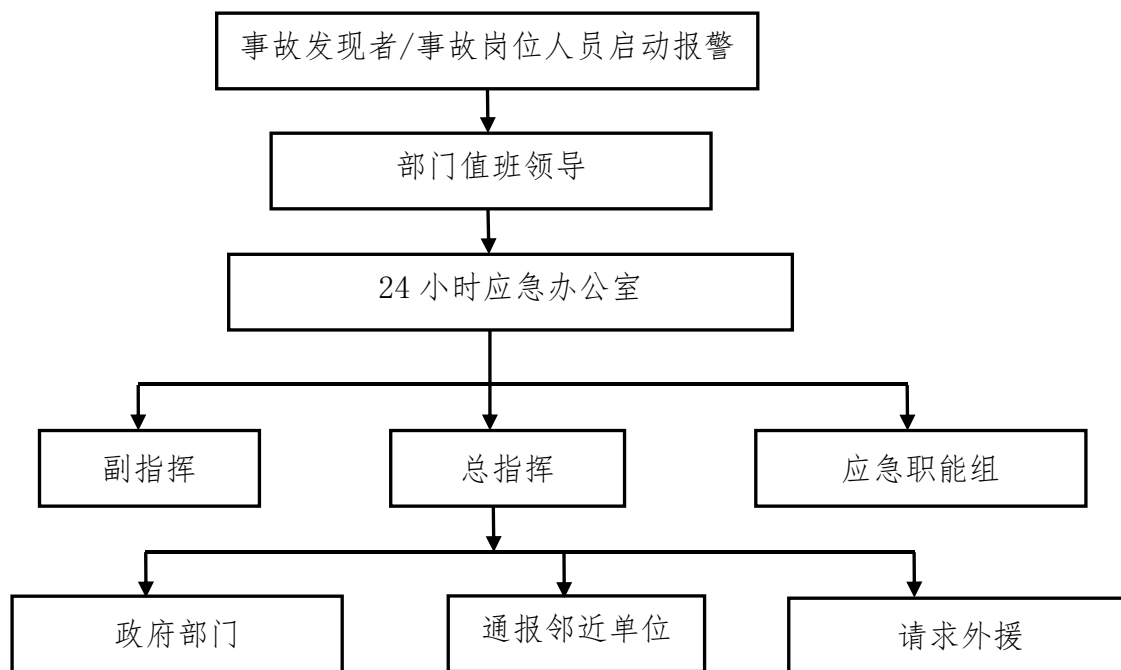 事故发现者/事故岗位人员启动报警
部门值班领导
24 小时应急办公室
副指挥
总指挥
应急职能组
政府部门
通报邻近单位
请求外援